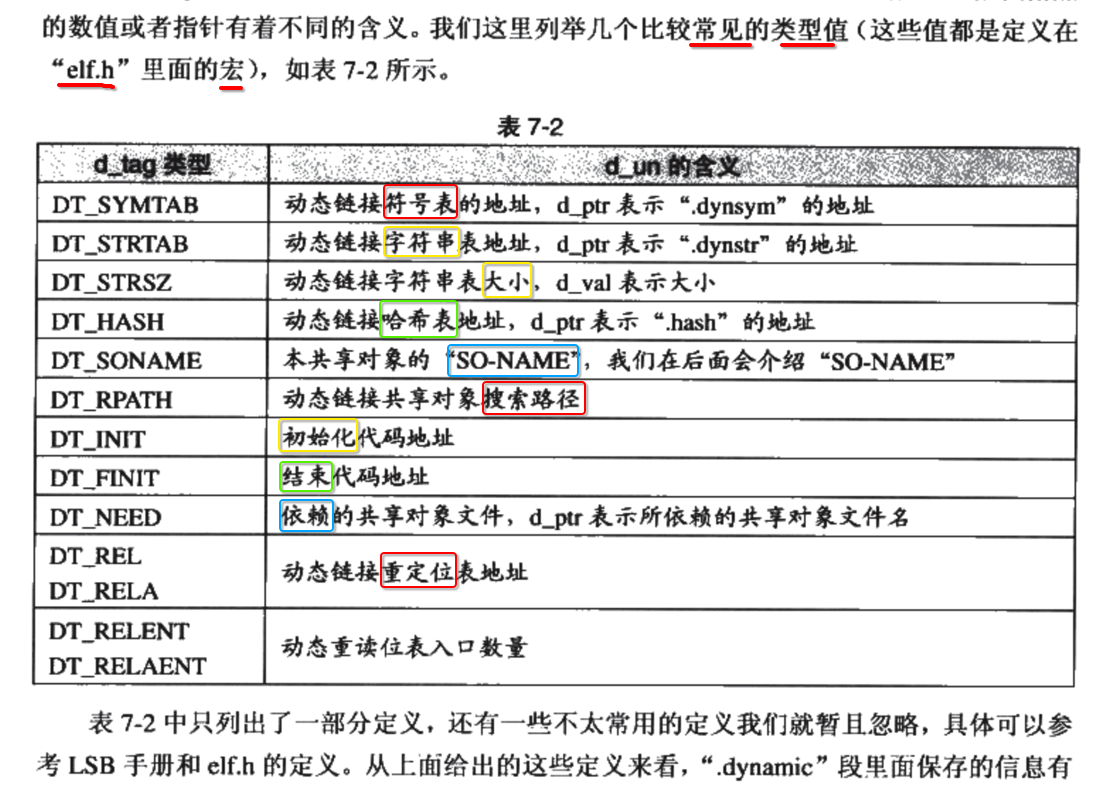 的数值或者指针有着不同的含义。我们这里列举几个比较常见的类型值（这些值都是定义在
“elf.h”里面的宏），如表 7-2 所示。
表 7-2
d_tag 类型 d_un 的含义
DT_SYMTAB 动态链接符号表的地址，d_ptr 表示“.dynsym”的地址
DT_STRTAB 动态链接字符串表地址，d_ptr 表示“.dynstr”的地址
DT_STRSZ 动态链接字符串表大小，d_val 表示大小
DT_HASH 动态链接哈希表地址，d_ptr 表示“.hash”的地址
DT_SONAME 本共享对象的“SO-NAME”，我们在后面会介绍“SO-NAME”
DT_RPATH 动态链接共享对象搜索路径
DT_INIT 初始化代码地址
DT_FINIT 结束代码地址
DT_NEED 依赖的共享对象文件，d_ptr 表示所依赖的共享对象文件名
DT_REL
DT_RELA
动态链接重定位表地址
DT_RELENT
DT_RELAENT
动态重读位表入口数量
表 7-2 中只列出了一部分定义，还有一些不太常用的定义我们就暂且忽略，具体可以参
考 LSB 手册和 elf.h 的定义。从上面给出的这些定义来看，“.dynamic”段里面保存的信息有